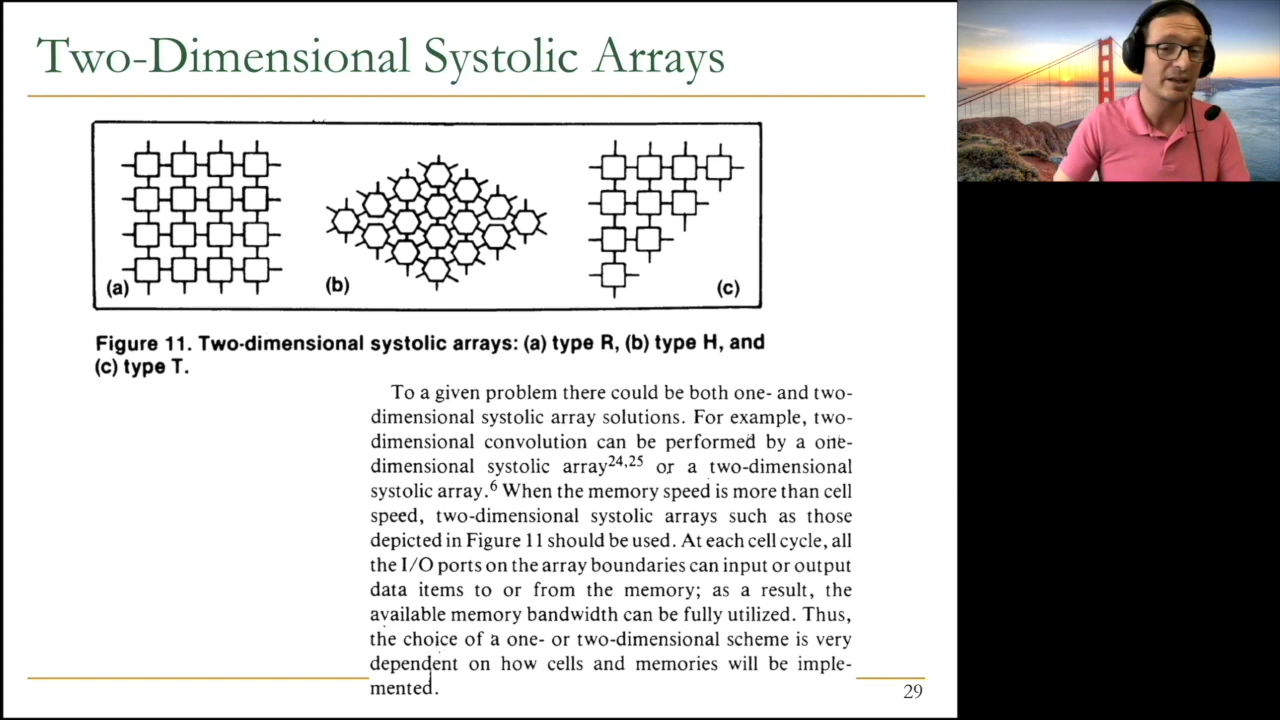 Two-Dimensional Systolic Arrays
(a)
(b)
(c)
Figure 11. Two-dimensional systolic arrays: (a) type R, (b) type H, and
(c) type T.
To a given problem there could be both one- and two-
dimensional systolic array solutions. For example, two-
dimensional convolution can be performed by a one-
dimensional systolic array24,25 or a two-dimensional
systolic array.6 When the memory speed is more than cell
speed, two-dimensional systolic arrays such as those
depicted in Figure 11 should be used. At each cell cycle, all
the I/O ports on the array boundaries can input or output
data items to or from the memory; as a result, the
available memory bandwidth can be fully utilized. Thus,
the choice of a one- or two-dimensional scheme is very
dependent on how cells and memories will be imple-
mented.
29